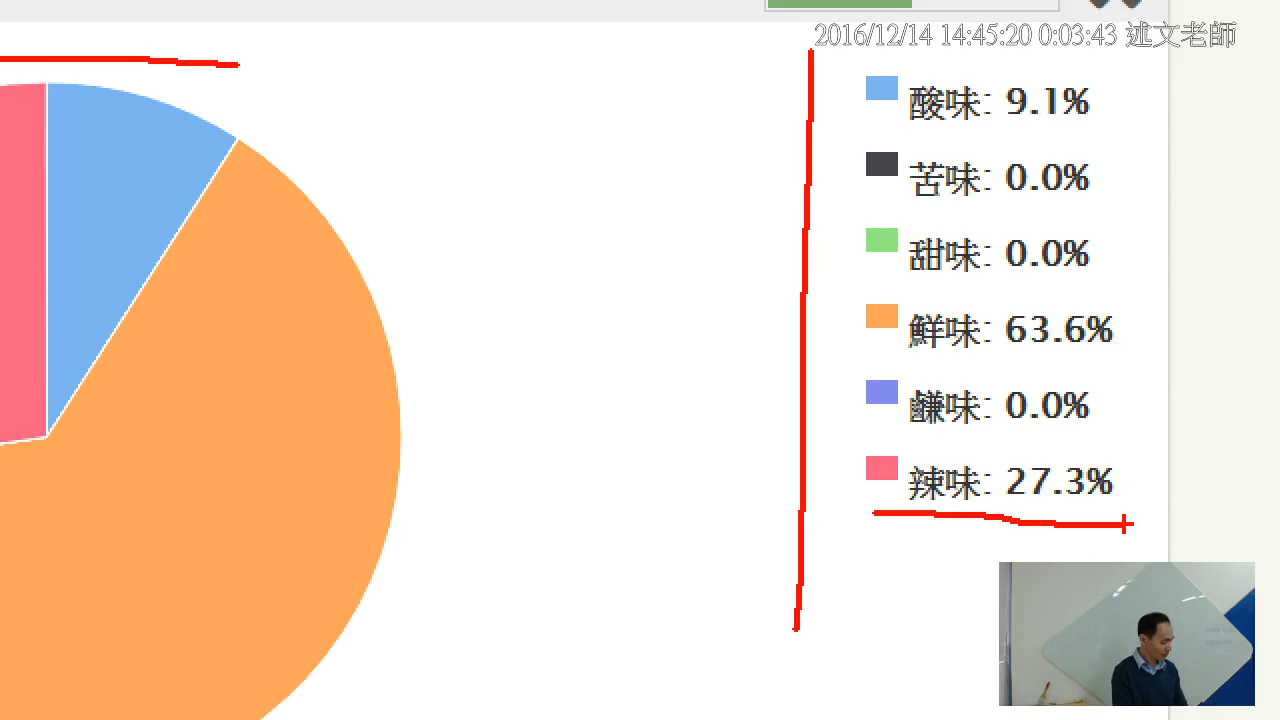 2016/12/14 14:45:20 0:03:43 述文老師
酸味: 9.1%
苦味: 0.0%
甜味: 0.0%
鮮味: 63.6%
鹹味: 0.0%
辣味: 27.3%